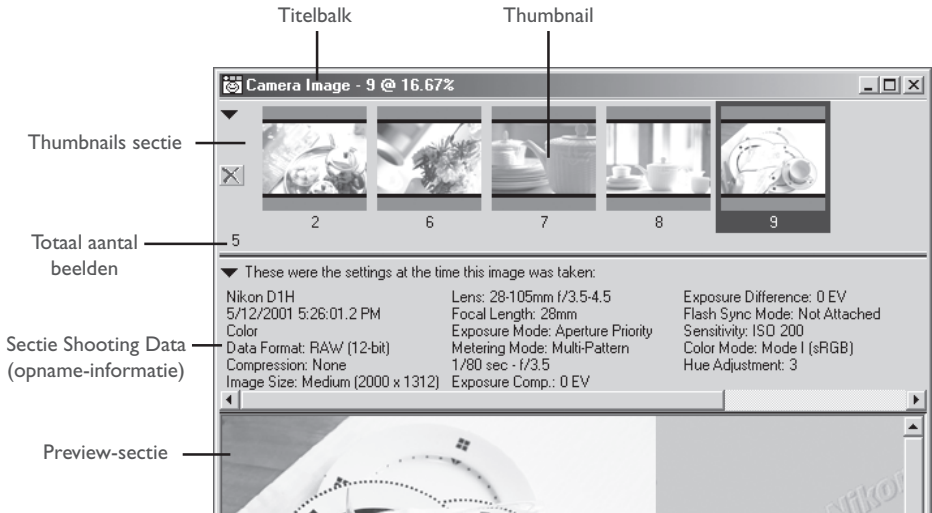 Titelbalk
Thumbnail
Camera Image - 9 @ 16.67%
Thumbnails sectie
2 6 7 8 9
Totaal aantal
beelden
5
These were the settings at the time this image was taken:
Nikon D1H
5/12/2001 5:26:01.2 PM
Color
Data Format: RAW (12-bit)
Compression: None
Image Size: Medium (2000 x 1312)
Lens: 28-105mm f/3.5-4.5
Focal Length: 28mm
Exposure Mode: Aperture Priority
Metering Mode: Multi-Pattern
1/80 sec - f/3.5
Exposure Comp.: 0 EV
Exposure Difference: 0 EV
Flash Sync Mode: Not Attached
Sensitivity: ISO 200
Color Mode: Mode I (sRGB)
Hue Adjustment: 3
Sectie Shooting Data
(opname-informatie)
Preview-sectie
Nikon